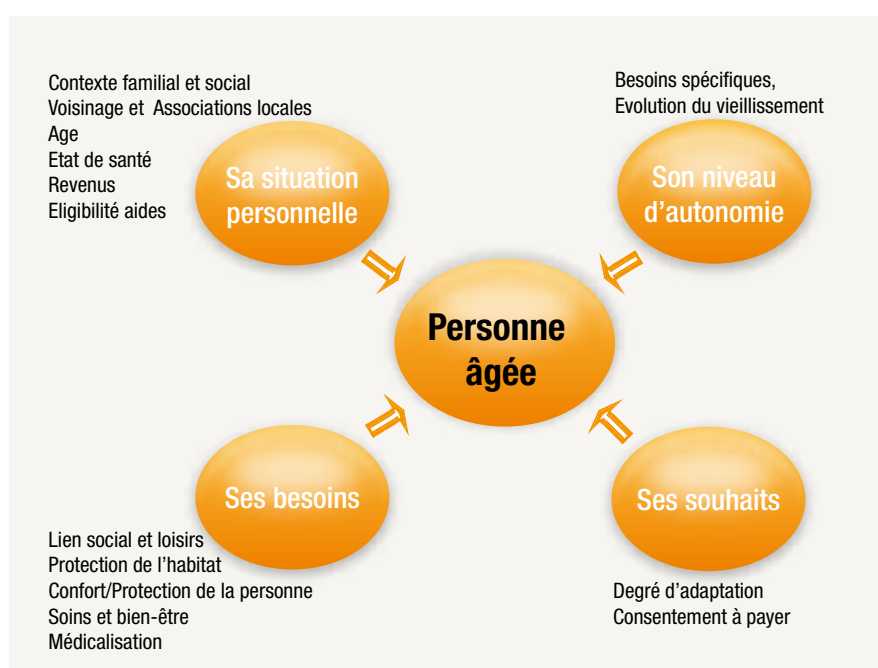 Contexte familial et social
Voisinage et Associations locales
Age
Etat de santé
Revenus
Eligibilité aides
Sa situation
personnelle
Besoins spécifiques,
Evolution du vieillissement
Son niveau
d'autonomie
Personne
âgée
Ses besoins
Lien social et loisirs
Protection de l'habitat
Confort/Protection de la personne
Soins et bien-être
Médicalisation
Ses souhaits
Degré d'adaptation
Consentement à payer